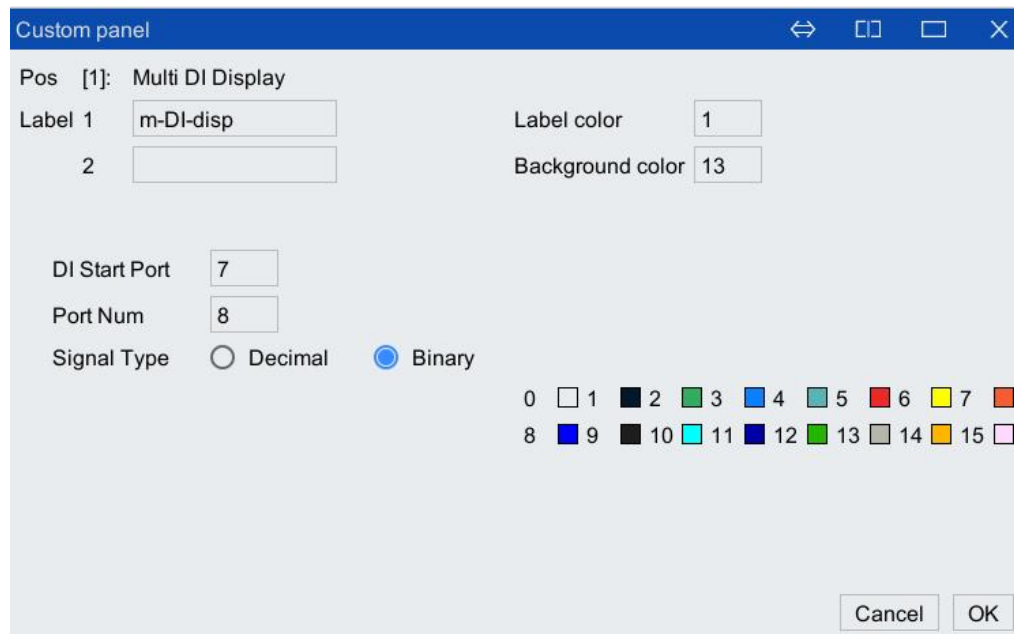 Custom panel
Pos [1]: Multi DI Display
Label 1 m-DI-disp Label color 1
2 Background color 13
DI Start Port 7
Port Num 8
Signal Type Decimal Binary
0 1 2 3 4 5 6 7
8 9 10 11 12 13 14 15
Cancel OK